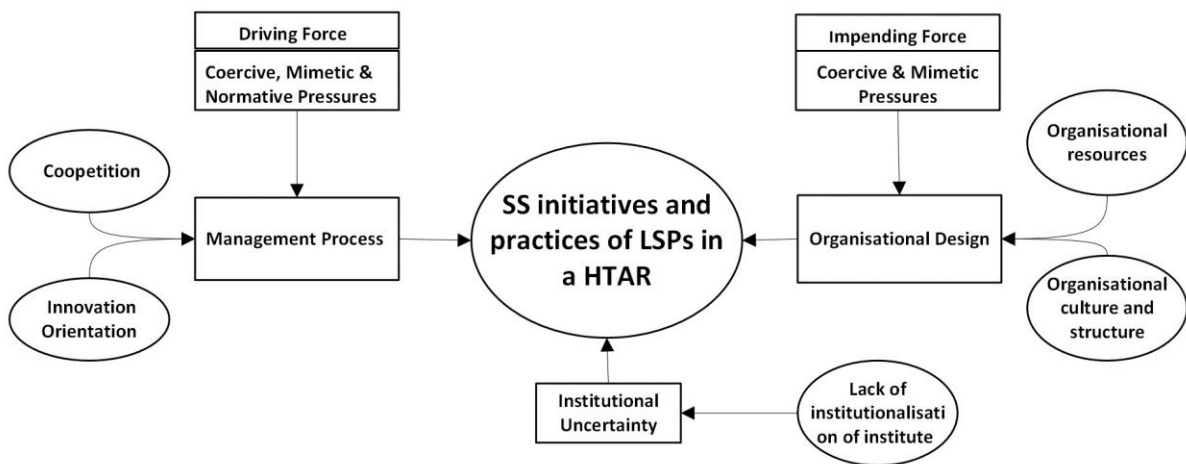 Driving Force
Coercive, Mimetic &
Normative Pressures
Impending Force
Coercive & Mimetic
Pressures
Coopetition
Innovation
Orientation
Management Process
SS initiatives and
practices of LSPs in
a HTAR
Organisational Design
Organisational
resources
Organisational
culture and
structure
Institutional
Uncertainty
Lack of
institutionalisati
on of institute